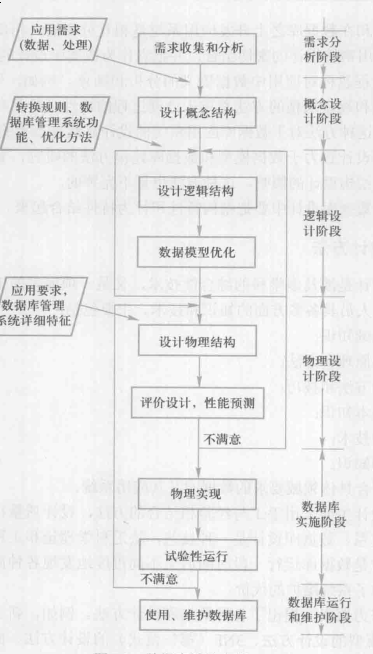 应用需求
(数据、处理)
需求收集和分析
需求分
析阶段
转换规则、数
据库管理系统功
能、优化方法
设计概念结构
概念设
计阶段
设计逻辑结构
逻辑设
计阶段
数据模型优化
应用要求,
数据库管理
系统详细特征
设计物理结构
物理设
计阶段
评价设计，性能预测
不满意
物理实现
数据库
实施阶段
试验性运行
不满意
使用、维护数据库
数据库运行
和维护阶段